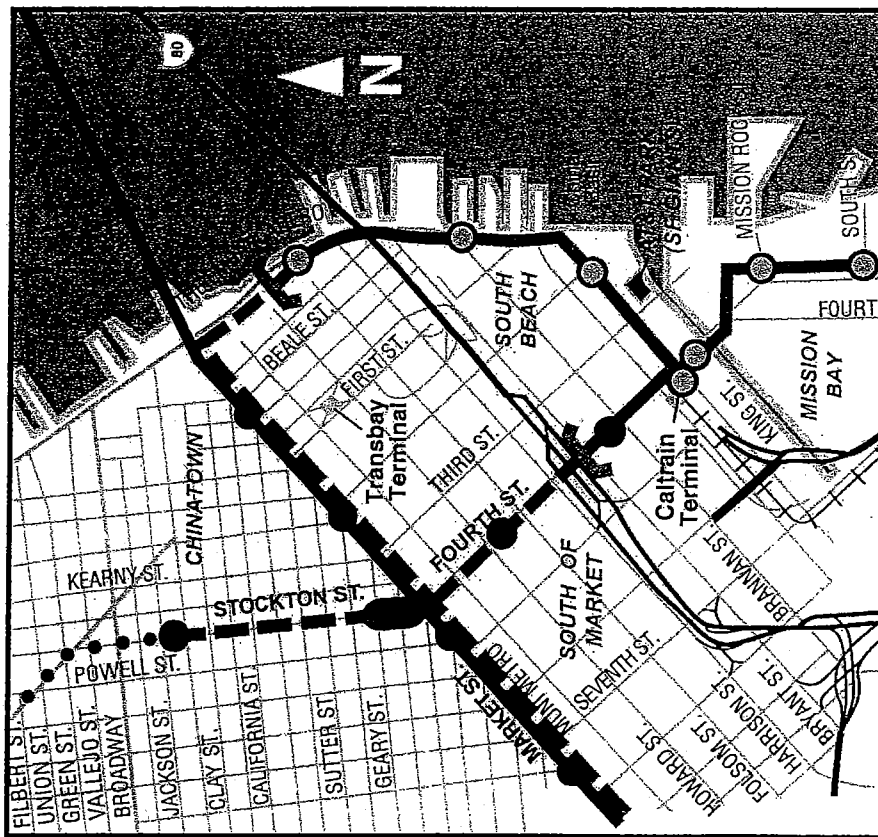 80
N
FILBERT ST.
UNION ST.
GREEN ST.
VALLEJO ST.
BROADWAY
JACKSON ST.
CLAY ST.
CALIFORNIA ST.
SUTTER ST.
GEARY ST.
KEARNY ST.
POWELL ST.
STOCKTON ST.
CHINATOWN
BEALE ST.
FIRST ST.
Transbay
Terminal
THIRD ST.
FOURTH ST.
SOUTH
BEACH
MARKET ST.
MUNI METRO
SOUTH OF
MARKET
SEVENTH ST.
HOWARD ST.
FOLSOM ST.
HARRISON S
BRYANT ST.
BRANNAN ST.
Caltrain
Terminal
KING ST.
MISSION
BAY
FOURT
MISSION ROC
SOUTH S